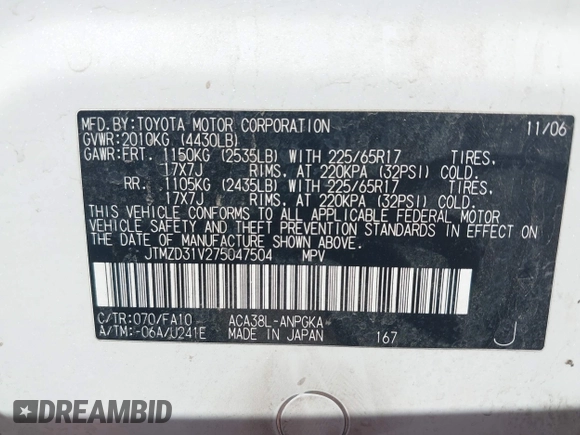 MFD.BY:TOYOTA MOTOR CORPORATION 11/06
GVWR:2010KG (4430LB)
GAWR:FRT. 1150KG (2535LB) WITH 225/65R17 TIRES,
17X7J RIMS, AT 220KPA (32PSI) COLD.
RR: 1105KG (2435LB) WITH 225/65R17 TIRES,
17X7J RIMS, AT 220KPA (32PSI) COLD.
THIS VEHICLE CONFORMS TO ALL APPLICABLE FEDERAL MOTOR
VEHICLE SAFETY AND THEFT PREVENTION STANDARDS IN EFFECT ON
THE DATE OF MANUFACTURE SHOWN ABOVE.
JTMZD31V275047504 MPV
C/TR:070/FA10 ACA38L-ANPGKA
A/TM:-06A/U241E MADE IN JAPAN 167 J
DREAMBID